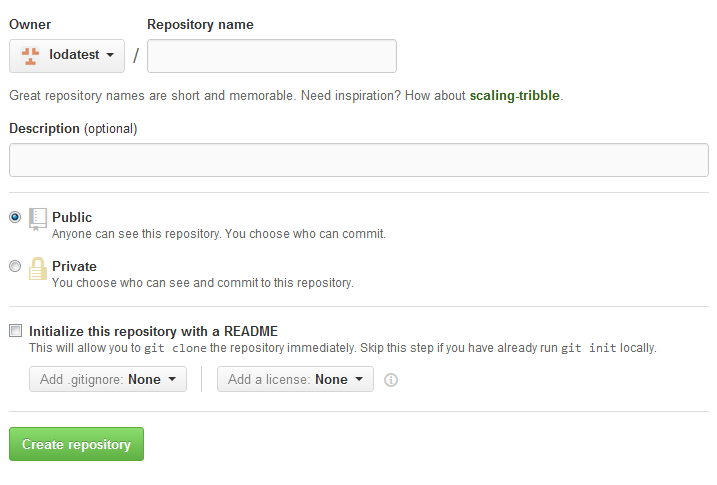 Owner Repository name
lodatest /
Great repository names are short and memorable. Need inspiration? How about scaling-tribble.
Description (optional)
Public
Anyone can see this repository. You choose who can commit.
Private
You choose who can see and commit to this repository.
Initialize this repository with a README
This will allow you to git clone the repository immediately. Skip this step if you have already run git init locally.
Add .gitignore: None Add a license: None
Create repository